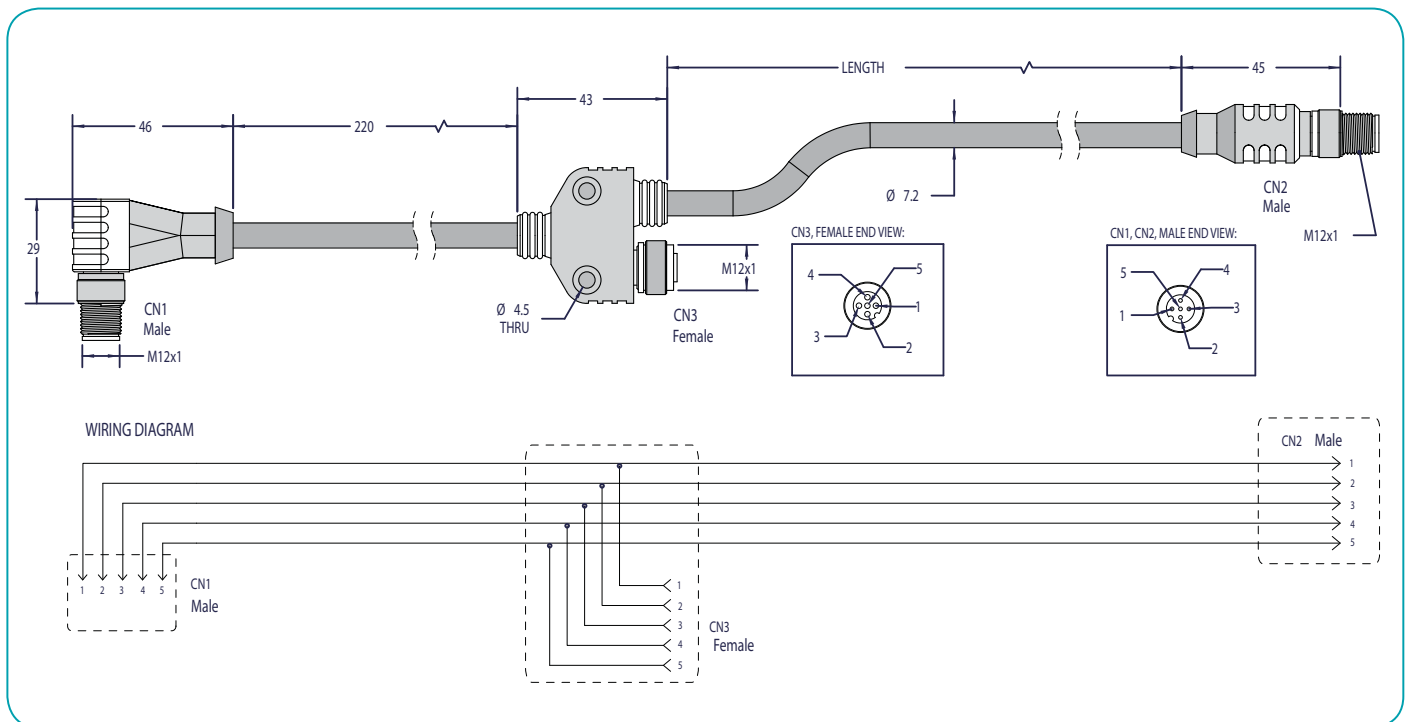 LENGTH
45
43
46
220
29
Ø 7.2
CN2
Male
M12x1
CN3, FEMALE END VIEW:
4
5
1
3
2
CN1, CN2, MALE END VIEW:
5
4
1
3
2
M12x1
CN1
Male
M12x1
Ø 4.5
THRU
CN3
Female
WIRING DIAGRAM
CN2 Male
1
2
3
4
5
1 2 3 4 5
CN1
Male
1
2
3
4
5
CN3
Female